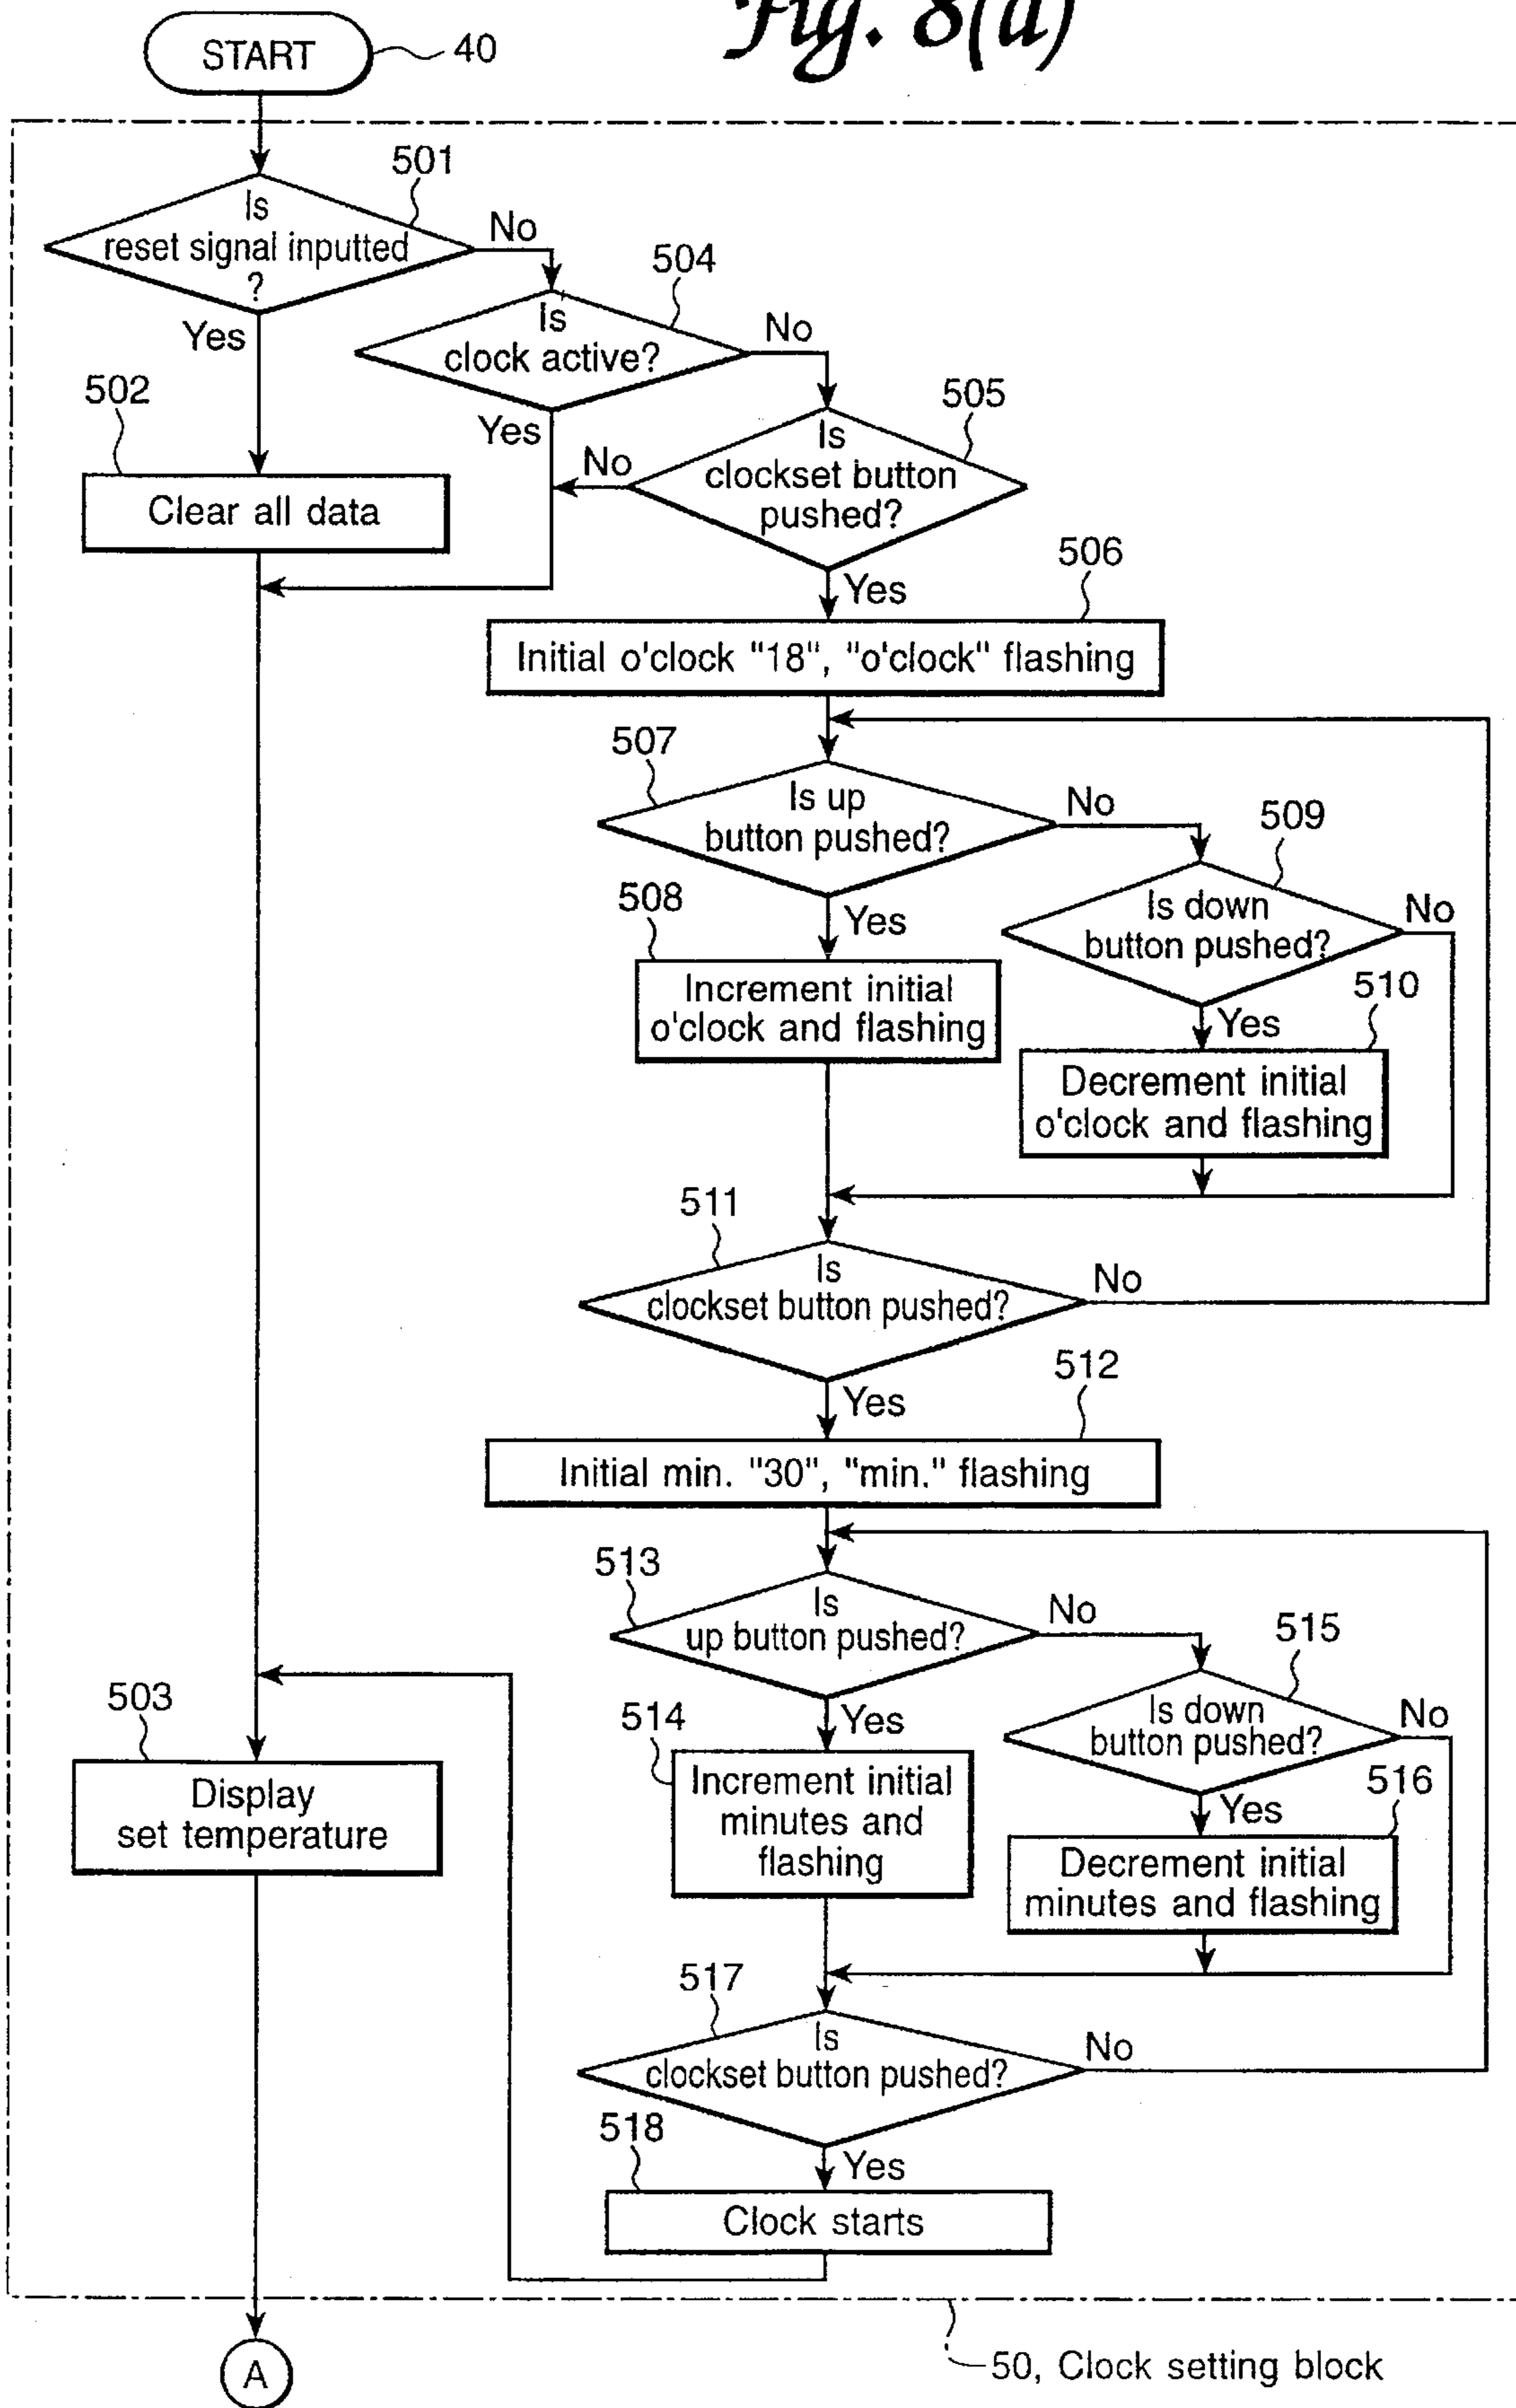 Fig. 8(a)
START
40
501
Is
reset signal inputted
?
No
Yes
504
Is
clock active?
No
Yes
502
Clear all data
505
Is
clockset button
pushed?
No
Yes
506
Initial o'clock "18", "o'clock" flashing
507
Is up
button pushed?
No
Yes
509
Is down
button pushed?
No
Yes
508
Increment initial
o'clock and flashing
510
Decrement initial
o'clock and flashing
511
Is
clockset button pushed?
No
Yes
512
Initial min. "30", "min." flashing
513
Is
up button pushed?
No
Yes
515
Is down
button pushed?
No
Yes
503
Display
set temperature
514
Increment initial
minutes and
flashing
516
Decrement initial
minutes and flashing
517
Is
clockset button pushed?
No
Yes
518
Clock starts
A
50, Clock setting block